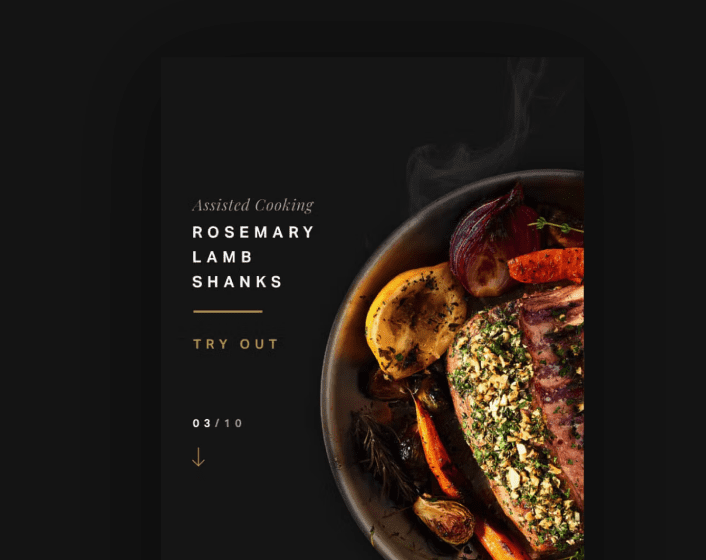 Assisted Cooking
ROSEMARY
LAMB
SHANKS
TRY OUT
03/10